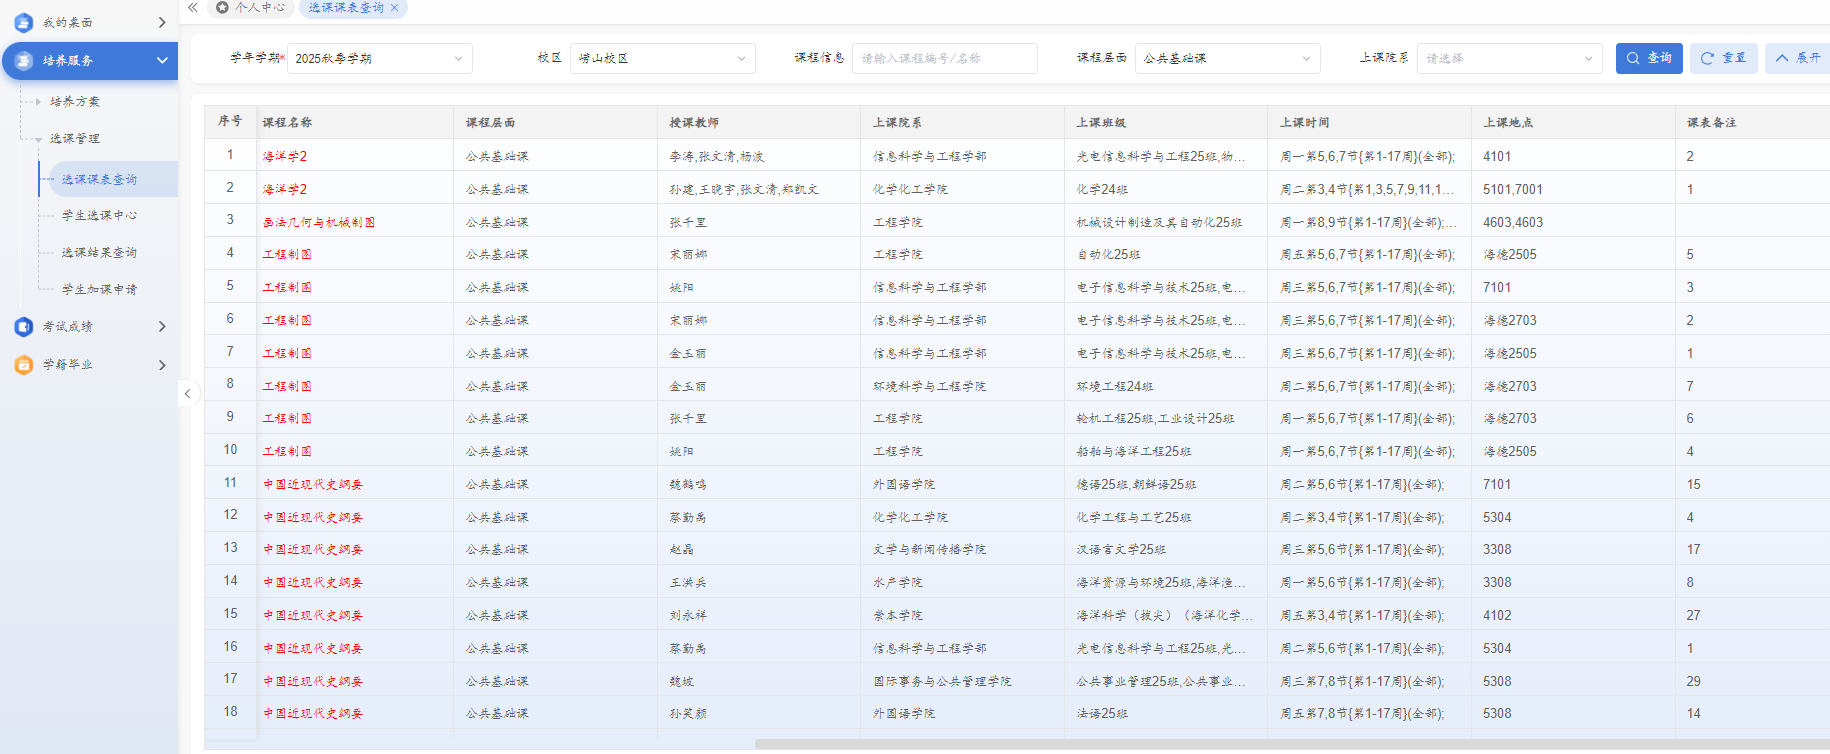 个人中心 选课课表查询
我的桌面
培养服务
培养方案
选课管理
选课课表查询
学生选课中心
选课结果查询
学生加课申请
考试成绩
学籍毕业
学年学期* 2025秋季学期 校区 崂山校区 课程信息 请输入课程编号/名称 课程层面 公共基础课 上课院系 请选择 查询 重置 展开
序号 课程名称 课程层面 授课教师 上课院系 上课班级 上课时间 上课地点 课表备注
1 海洋学2 公共基础课 李涛,张文清,杨波 信息科学与工程学部 光电信息科学与工程25班,物... 周一第5,6,7节{第1-17周}(全部); 4101 2
2 海洋学2 公共基础课 孙建,王晓宇,张文清,郑凯文 化学化工学院 化学24班 周二第3,4节{第1,3,5,7,9,11,1... 5101,7001 1
3 画法几何与机械制图 公共基础课 张千里 工程学院 机械设计制造及其自动化25班 周一第8,9节{第1-17周}(全部);... 4603,4603
4 工程制图 公共基础课 宋丽娜 工程学院 自动化25班 周五第5,6,7节{第1-17周}(全部); 海德2505 5
5 工程制图 公共基础课 姚阳 信息科学与工程学部 电子信息科学与技术25班,电... 周三第5,6,7节{第1-17周}(全部); 7101 3
6 工程制图 公共基础课 宋丽娜 信息科学与工程学部 电子信息科学与技术25班,电... 周三第5,6,7节{第1-17周}(全部); 海德2703 2
7 工程制图 公共基础课 金玉丽 信息科学与工程学部 电子信息科学与技术25班,电... 周三第5,6,7节{第1-17周}(全部); 海德2505 1
8 工程制图 公共基础课 金玉丽 环境科学与工程学院 环境工程24班 周二第5,6,7节{第1-17周}(全部); 海德2703 7
9 工程制图 公共基础课 张千里 工程学院 轮机工程25班,工业设计25班 周一第5,6,7节{第1-17周}(全部); 海德2703 6
10 工程制图 公共基础课 姚阳 工程学院 船舶与海洋工程25班 周一第5,6,7节{第1-17周}(全部); 海德2505 4
11 中国近现代史纲要 公共基础课 魏鹤鸣 外国语学院 德语25班,朝鲜语25班 周二第5,6节{第1-17周}(全部); 7101 15
12 中国近现代史纲要 公共基础课 蔡勤禹 化学化工学院 化学工程与工艺25班 周二第3,4节{第1-17周}(全部); 5304 4
13 中国近现代史纲要 公共基础课 赵晶 文学与新闻传播学院 汉语言文学25班 周三第5,6节{第1-17周}(全部); 3308 17
14 中国近现代史纲要 公共基础课 王洪兵 水产学院 海洋资源与环境25班,海洋渔... 周一第5,6节{第1-17周}(全部); 3308 8
15 中国近现代史纲要 公共基础课 刘永祥 崇本学院 海洋科学（拔尖）（海洋化学... 周五第3,4节{第1-17周}(全部); 4102 27
16 中国近现代史纲要 公共基础课 蔡勤禹 信息科学与工程学部 光电信息科学与工程25班,光... 周二第5,6节{第1-17周}(全部); 5304 1
17 中国近现代史纲要 公共基础课 魏坡 国际事务与公共管理学院 公共事业管理25班,公共事业... 周三第7,8节{第1-17周}(全部); 5308 29
18 中国近现代史纲要 公共基础课 孙笑颜 外国语学院 法语25班 周五第7,8节{第1-17周}(全部); 5308 14